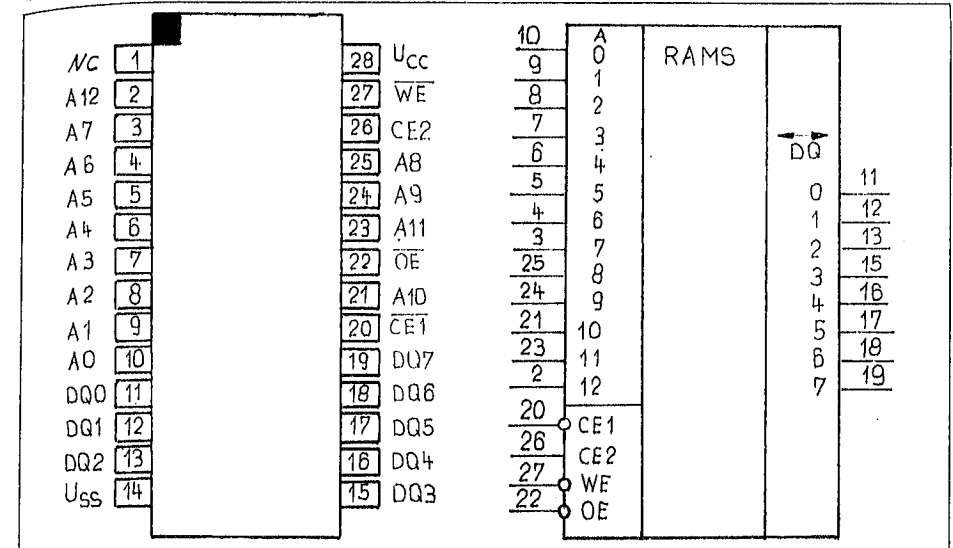 NC 1 28 UCC
A12 2 27 W̅E̅
A7 3 26 CE2
A6 4 25 A8
A5 5 24 A9
A4 6 23 A11
A3 7 22 O̅E̅
A2 8 21 A10
A1 9 20 C̅E̅1̅
A0 10 19 DQ7
DQ0 11 18 DQ6
DQ1 12 17 DQ5
DQ2 13 16 DQ4
USS 14 15 DQ3
A
RAMS
10 0
9 1
8 2
7 3
6 4
5 5
4 6
3 7
25 8
24 9
21 10
23 11
2 12
20 CE1
26 CE2
27 WE
22 OE
DQ
0 11
1 12
2 13
3 15
4 16
5 17
6 18
7 19